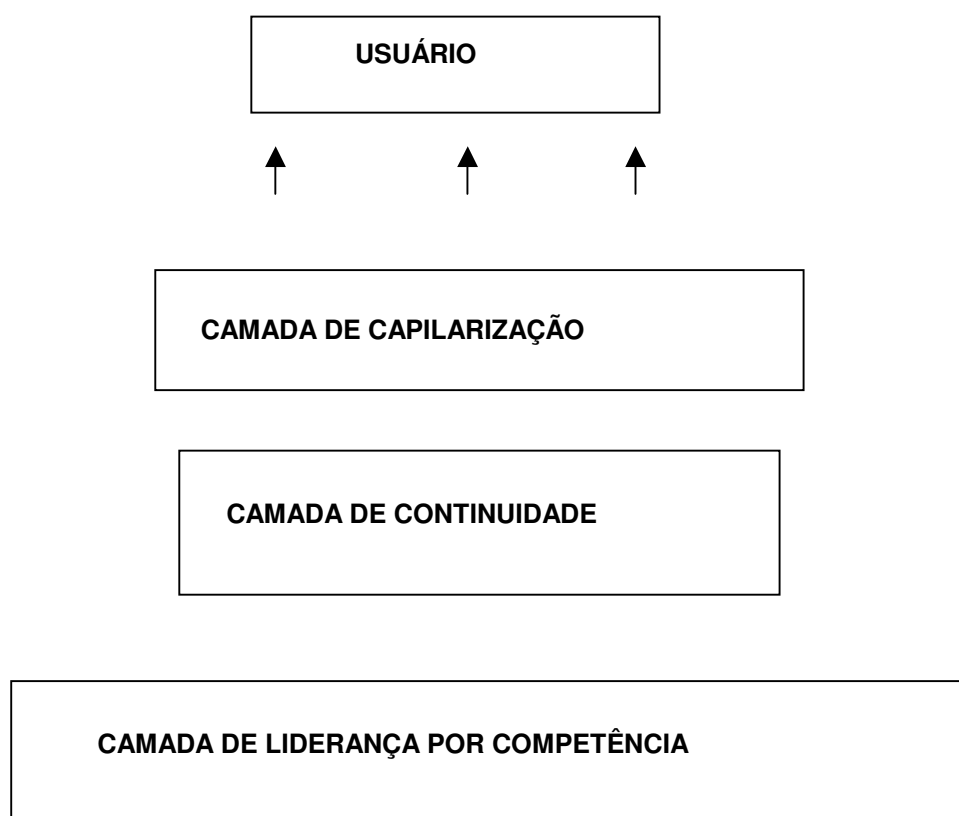 USUÁRIO
CAMADA DE CAPILARIZAÇÃO
CAMADA DE CONTINUIDADE
CAMADA DE LIDERANÇA POR COMPETÊNCIA